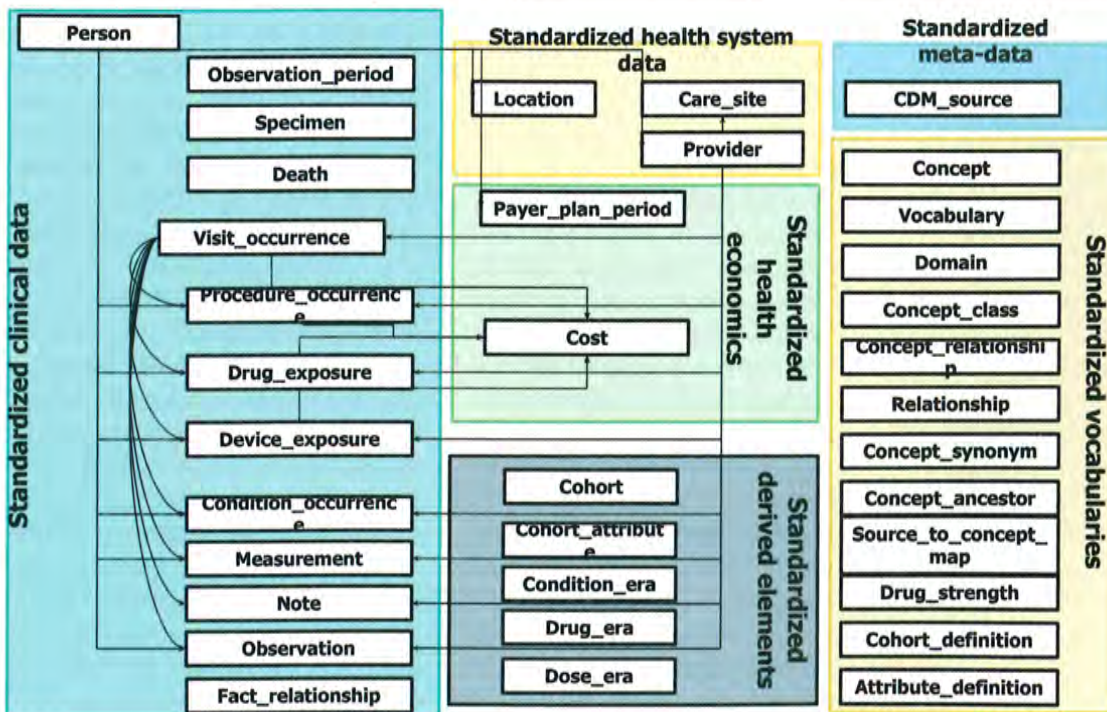 Person
Observation_period
Specimen
Death
Visit_occurrence
Procedure_occurrenc
e
Drug_exposure
Device_exposure
Condition_occurrenc
e
Measurement
Note
Observation
Fact_relationship
Standardized clinical data
Standardized health system
data
Location
Care_site
Provider
Payer_plan_period
Cost
Standardized
health
economics
Cohort
Cohort_attribut
e
Condition_era
Drug_era
Dose_era
Standardized
derived elements
Standardized
meta-data
CDM_source
Concept
Vocabulary
Domain
Concept_class
Concept_relationshi
p
Relationship
Concept_synonym
Concept_ancestor
Source_to_concept_
map
Drug_strength
Cohort_definition
Attribute_definition
Standardized vocabularies